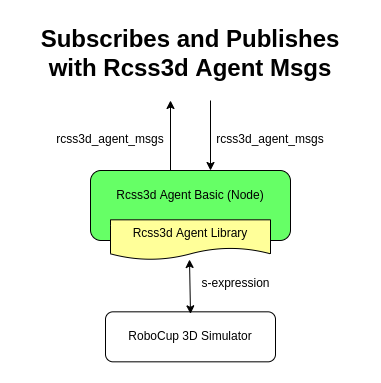 Subscribes and Publishes
with Rcss3d Agent Msgs
rcss3d_agent_msgs
rcss3d_agent_msgs
Rcss3d Agent Basic (Node)
Rcss3d Agent Library
s-expression
RoboCup 3D Simulator